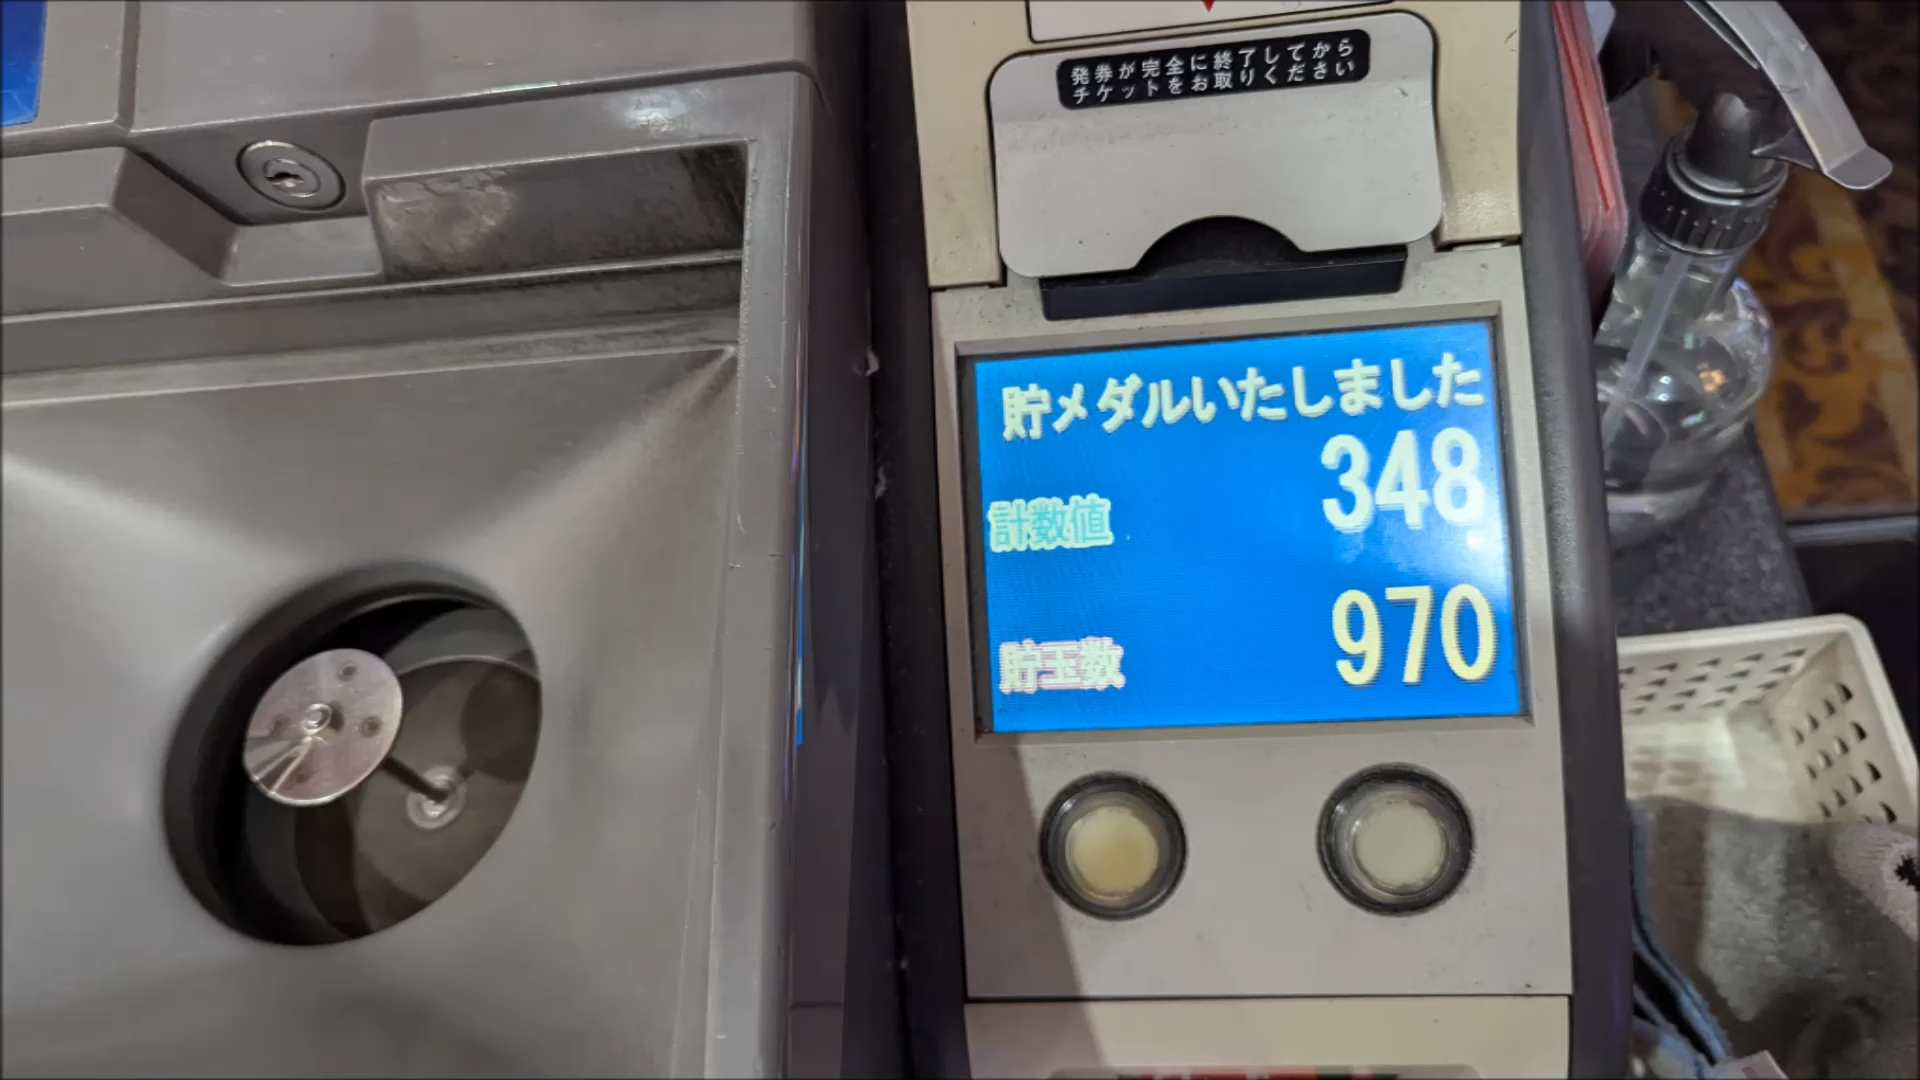 発券が完全に終了してから
チケットをお取りください
貯メダルいたしました
348
計数値
970
貯玉数